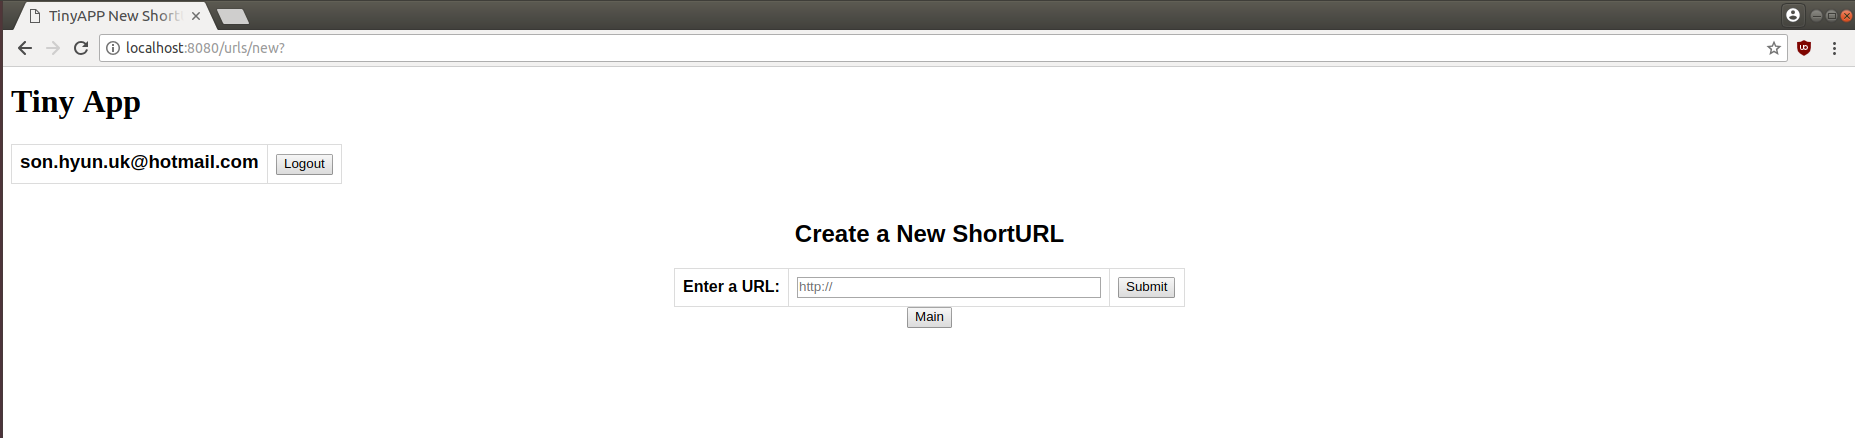 TinyAPP New Short
localhost:8080/urls/new?
Tiny App
son.hyun.uk@hotmail.com Logout
Create a New ShortURL
Enter a URL: http:// Submit
Main